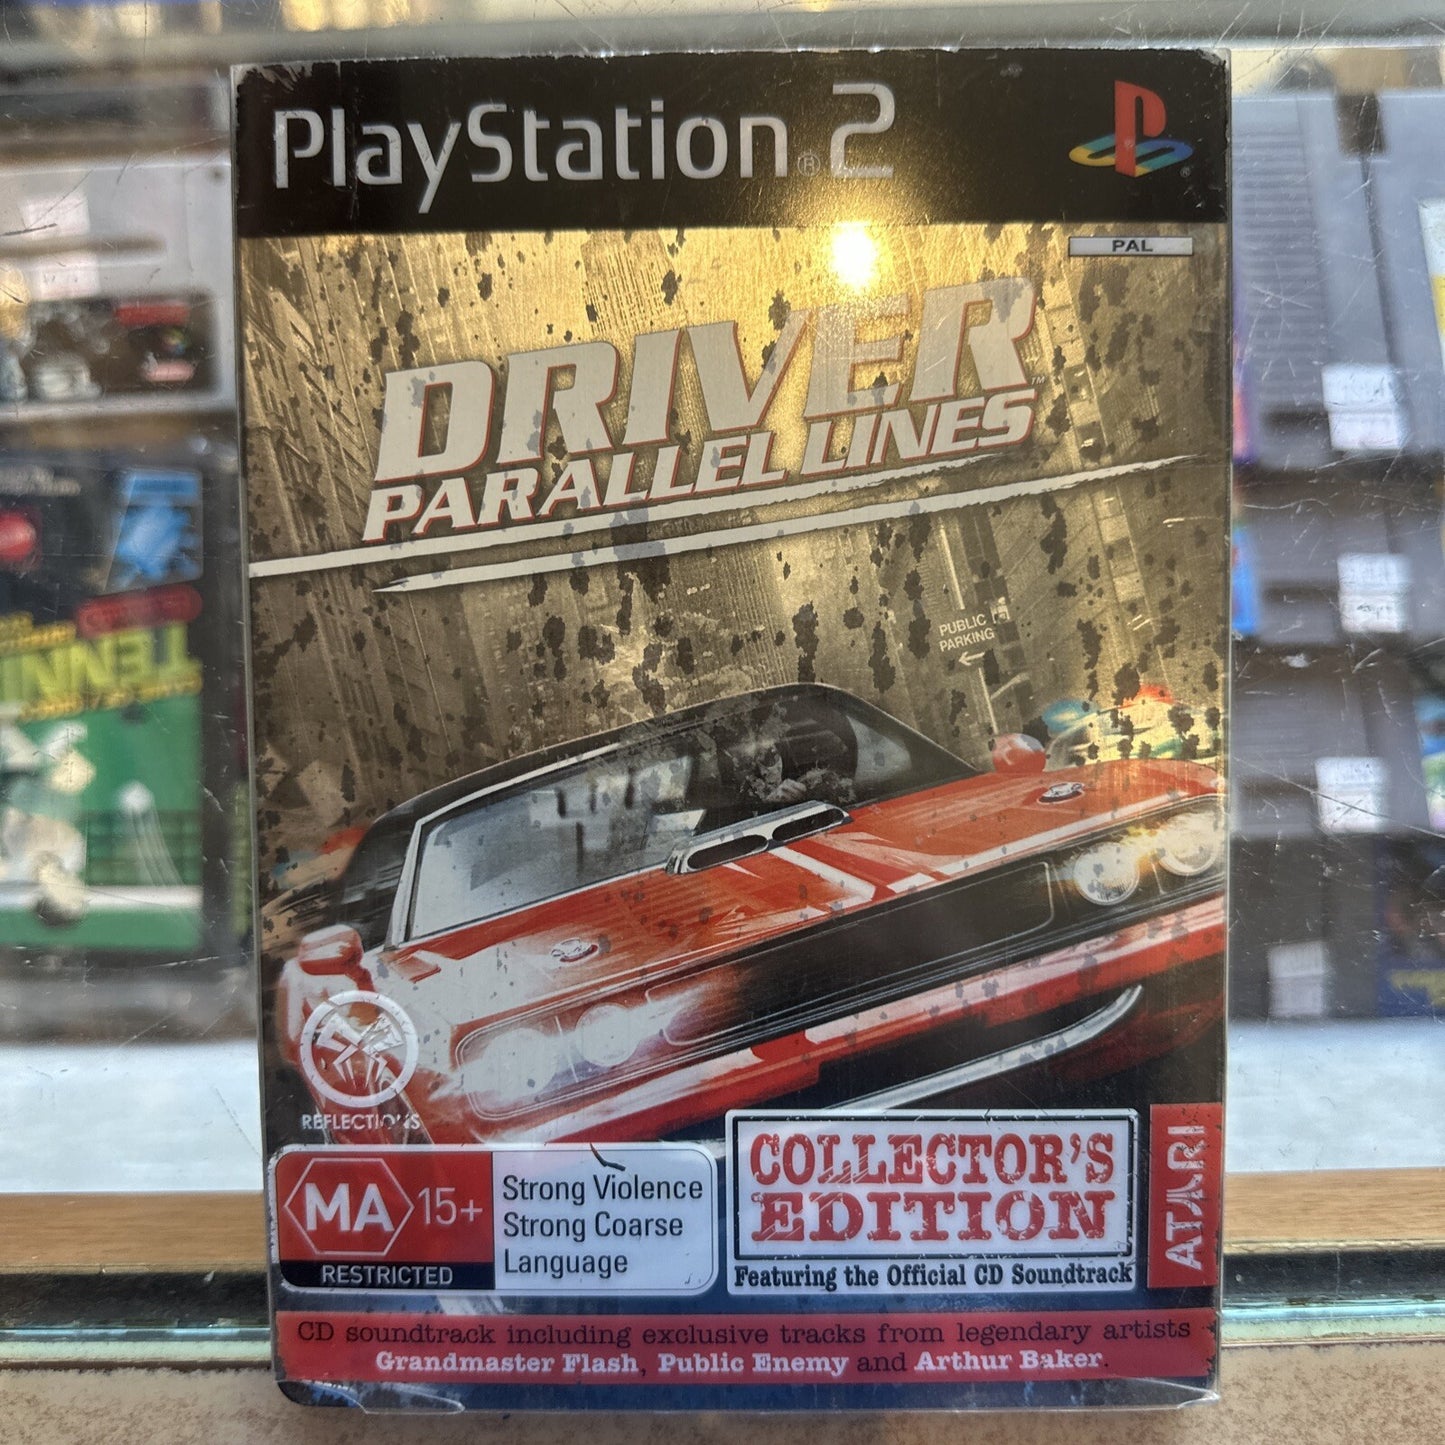 PlayStation®2
PAL
DRIVER™
PARALLEL LINES
PUBLIC
PARKING
REFLECTIONS
MA 15+
RESTRICTED
Strong Violence
Strong Coarse
Language
COLLECTOR'S
EDITION
Featuring the Official CD Soundtrack
ATARI
CD soundtrack including exclusive tracks from legendary artists
Grandmaster Flash, Public Enemy and Arthur Baker.
TENNI